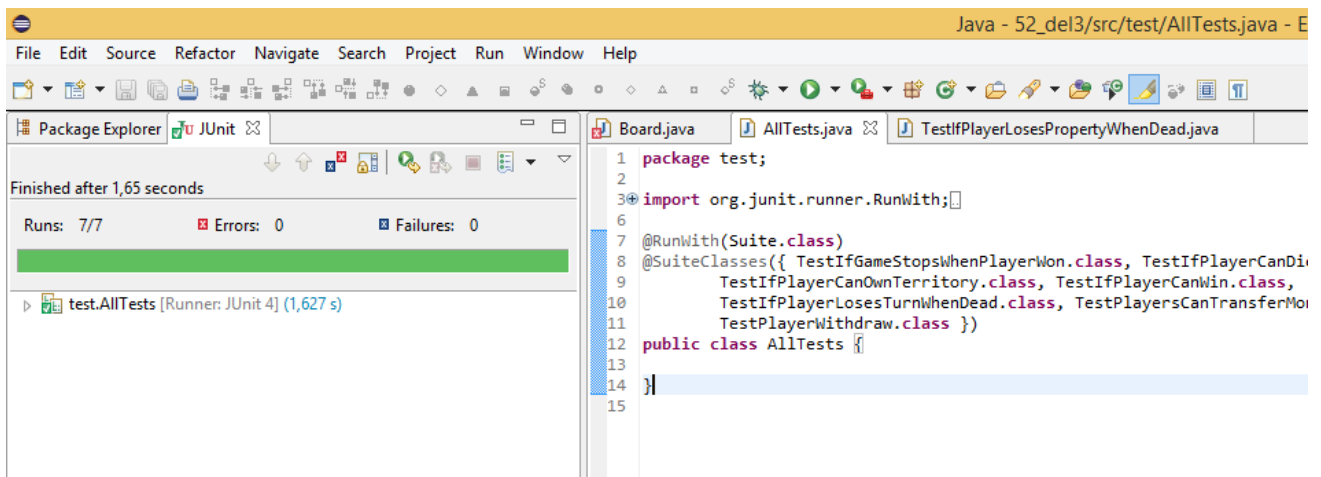 Java - 52_del3/src/test/AllTests.java - E
File Edit Source Refactor Navigate Search Project Run Window Help
Package Explorer JUnit
Board.java AllTests.java TestIfPlayerLosesPropertyWhenDead.java
Finished after 1,65 seconds
Runs: 7/7 Errors: 0 Failures: 0
test.AllTests [Runner: JUnit 4] (1,627 s)
1 package test;
2
3 import org.junit.runner.RunWith;
6
7 @RunWith(Suite.class)
8 @SuiteClasses({ TestIfGameStopsWhenPlayerWon.class, TestIfPlayerCanDi
9 TestIfPlayerCanOwnTerritory.class, TestIfPlayerCanWin.class,
10 TestIfPlayerLosesTurnWhenDead.class, TestPlayersCanTransferMo
11 TestPlayerWithdraw.class })
12 public class AllTests {
13
14 }
15